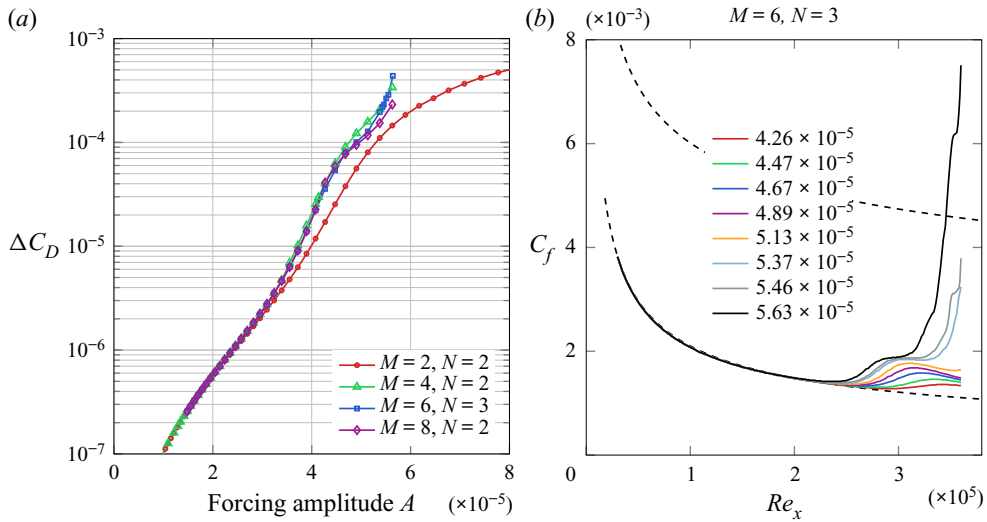 (a)
10⁻³
10⁻⁴
ΔC_D
10⁻⁵
10⁻⁶
10⁻⁷
M = 2, N = 2
M = 4, N = 2
M = 6, N = 3
M = 8, N = 2
0 2 4 6 8
Forcing amplitude A (×10⁻⁵)
(b) (×10⁻³) M = 6, N = 3
8
6
C_f 4
2
0
4.26 × 10⁻⁵
4.47 × 10⁻⁵
4.67 × 10⁻⁵
4.89 × 10⁻⁵
5.13 × 10⁻⁵
5.37 × 10⁻⁵
5.46 × 10⁻⁵
5.63 × 10⁻⁵
1 2 3
Re_x (×10⁵)